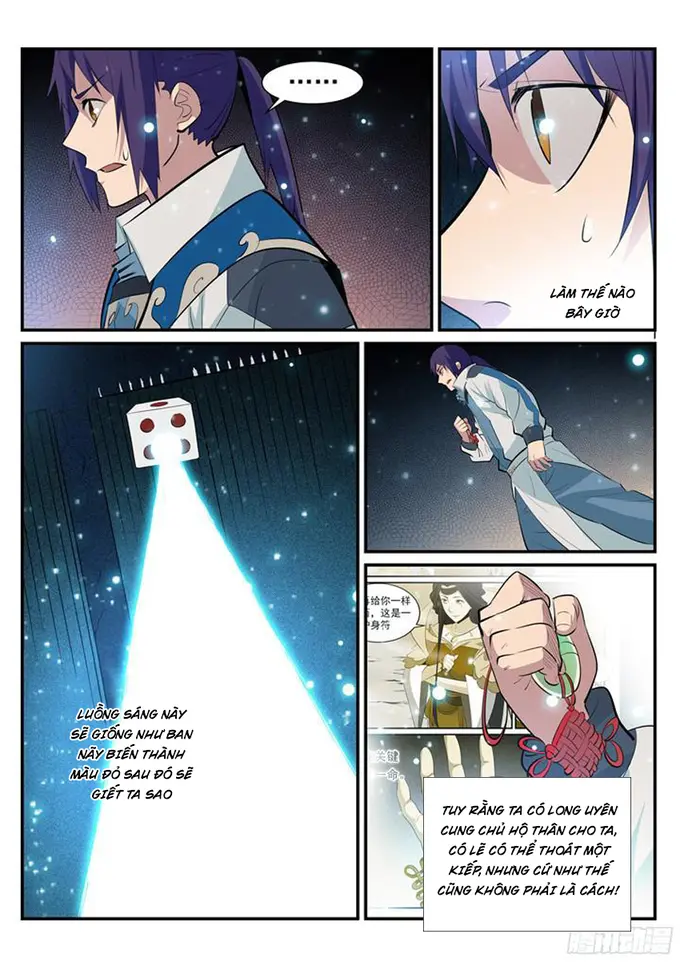 ......
LÀM THẾ NÀO
BÂY GIỜ
LUỒNG SÁNG NÀY
SẼ GIỐNG NHƯ BAN
NÃY BIẾN THÀNH
MÀU ĐỎ SAU ĐÓ SẼ
GIẾT TA SAO
给你一样
，这是一
身符
关键
一命.
TUY RẰNG TA CÓ LONG UYÊN
CUNG CHỦ HỘ THÂN CHO TA,
CÓ LẼ CÓ THỂ THOÁT MỘT
KIẾP, NHƯNG CỨ NHƯ THẾ
CŨNG KHÔNG PHẢI LÀ CÁCH!